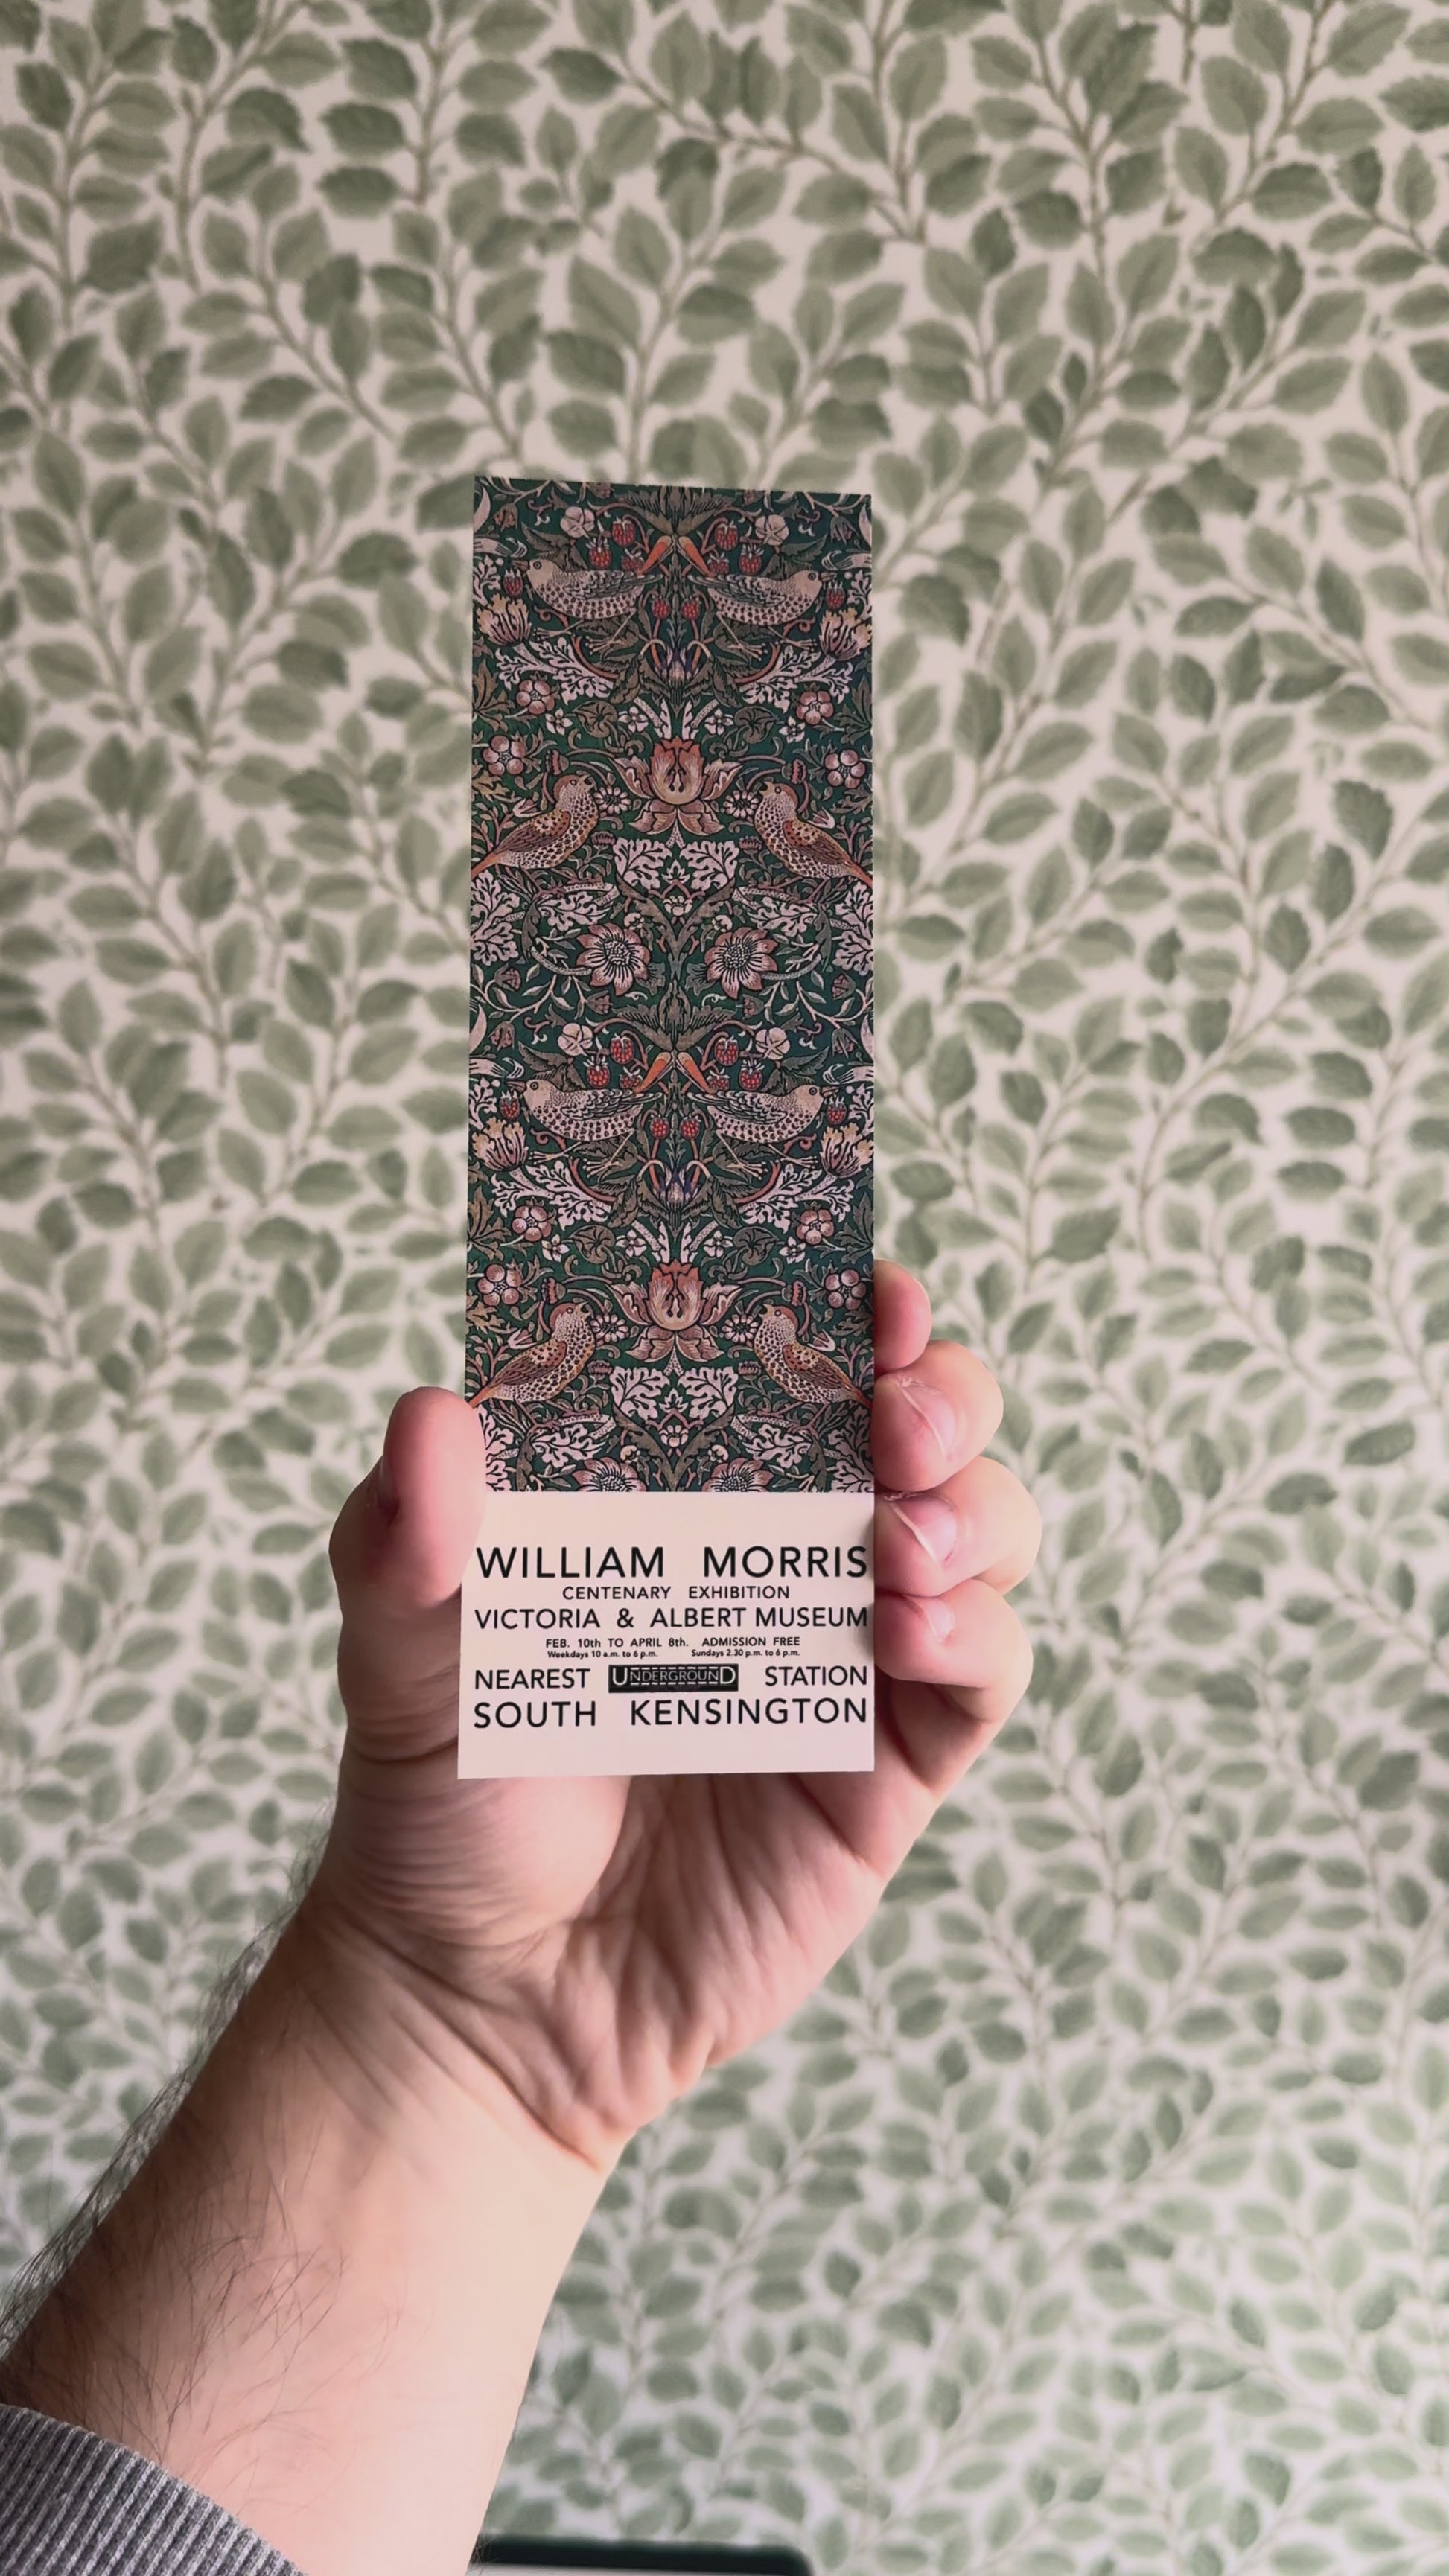 WILLIAM MORRIS
CENTENARY EXHIBITION
VICTORIA & ALBERT MUSEUM
FEB. 10th TO APRIL 8th. ADMISSION FREE
Weekdays 10 a.m. to 6 p.m. Sundays 2.30 p.m. to 6 p.m.
NEAREST UNDERGROUND STATION
SOUTH KENSINGTON